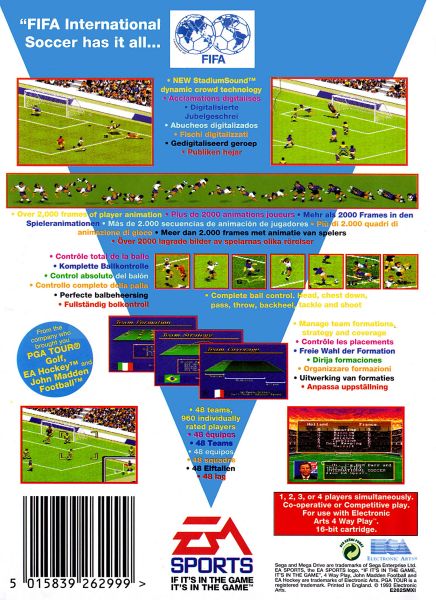 “FIFA International
Soccer has it all...
FIFA
• NEW StadiumSound™
dynamic crowd technology
• Acclamations digitalisés
• Digitalisierte
Jubelgeschrei
• Abucheos digitalizados
• Fischi digitalizzati
• Gedigitaliseerd geroep
• Publiken hejar
• Over 2,000 frames of player animation • Plus de 2000 animations joueurs • Mehr als 2000 Frames in den
Spieleranimationen • Más de 2.000 secuencias de animación de jugadores • Più di 2.000 quadri di
animazione di gioco • Meer dan 2.000 frames met animatie van spelers
• Över 2000 lagrade bilder av spelarnas olika rörelser
• Contrôle total de la balle
• Komplette Ballkontrolle
• Control absoluto del balón
• Controllo completo della palla
• Perfecte balbeheersing
• Fullständig bolkontroll
• Complete ball control. Head, chest down,
pass, throw, backheel, tackle and shoot
From the
company who
brought you
PGA TOUR®
Golf,
EA Hockey™ and
John Madden
Football™
Team Formation
Team Strategy
Team Coverage
• Manage team formations,
strategy and coverage
• Contrôle les placements
• Freie Wahl der Formation
• Dirija formaciones
• Organizzare formazioni
• Uitwerking van formaties
• Anpassa uppställning
• 48 teams,
960 individually
rated players
• 48 équipes
• 48 Teams
• 48 equipos
• 48 squadre
• 48 Elftallen
• 48 lag
Holland
France
1, 2, 3, or 4 players simultaneously.
Co-operative or Competitive play.
For use with Electronic
Arts 4 Way Play™
16-bit cartridge.
EA
SPORTS
IF IT'S IN THE GAME
IT'S IN THE GAME™
ELECTRONIC ARTS®
Sega and Mega Drive are trademarks of Sega Enterprises Ltd.
EA SPORTS, the EA SPORTS logo, "IF IT'S IN THE GAME,
IT'S IN THE GAME", 4 Way Play, John Madden Football and
EA Hockey are trademarks of Electronic Arts. PGA TOUR is a
registered trademark. Printed in England. © 1993 Electronic
Arts. E262SMXI
5 015839 262999 >